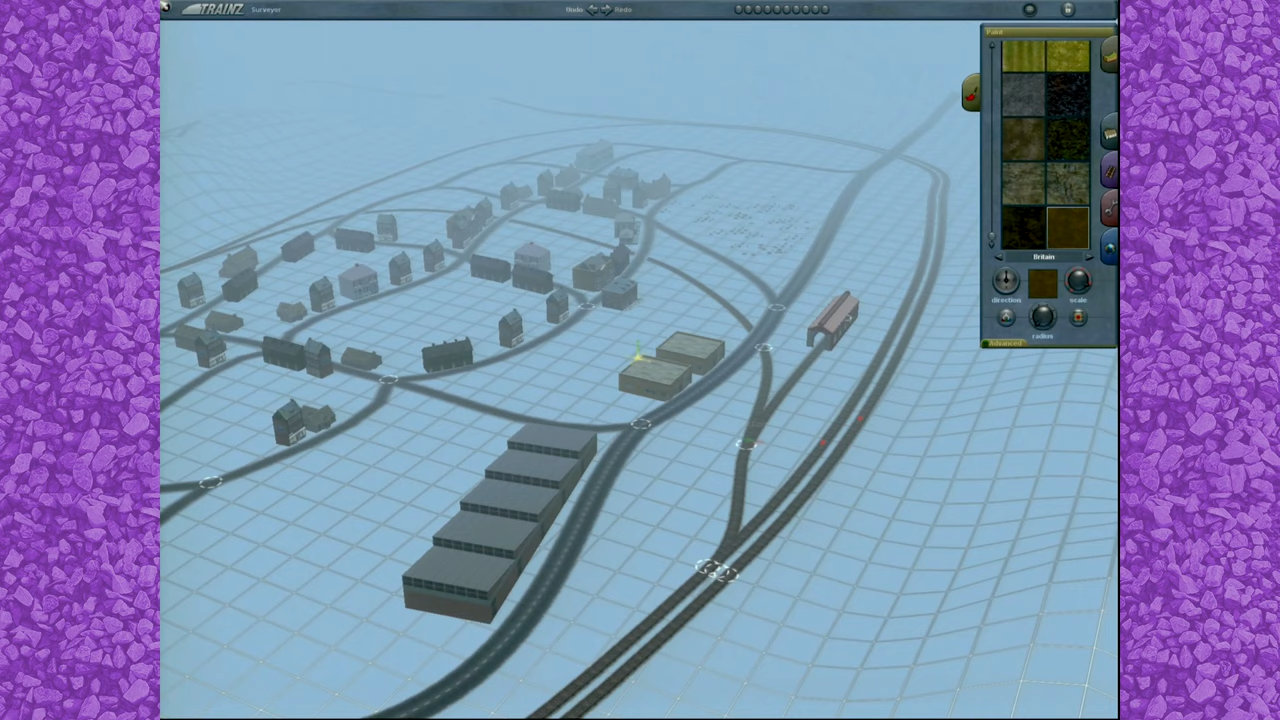 TRAINZ Surveyor
Undo Redo
Paint
Britain
direction
scale
radius
Advanced